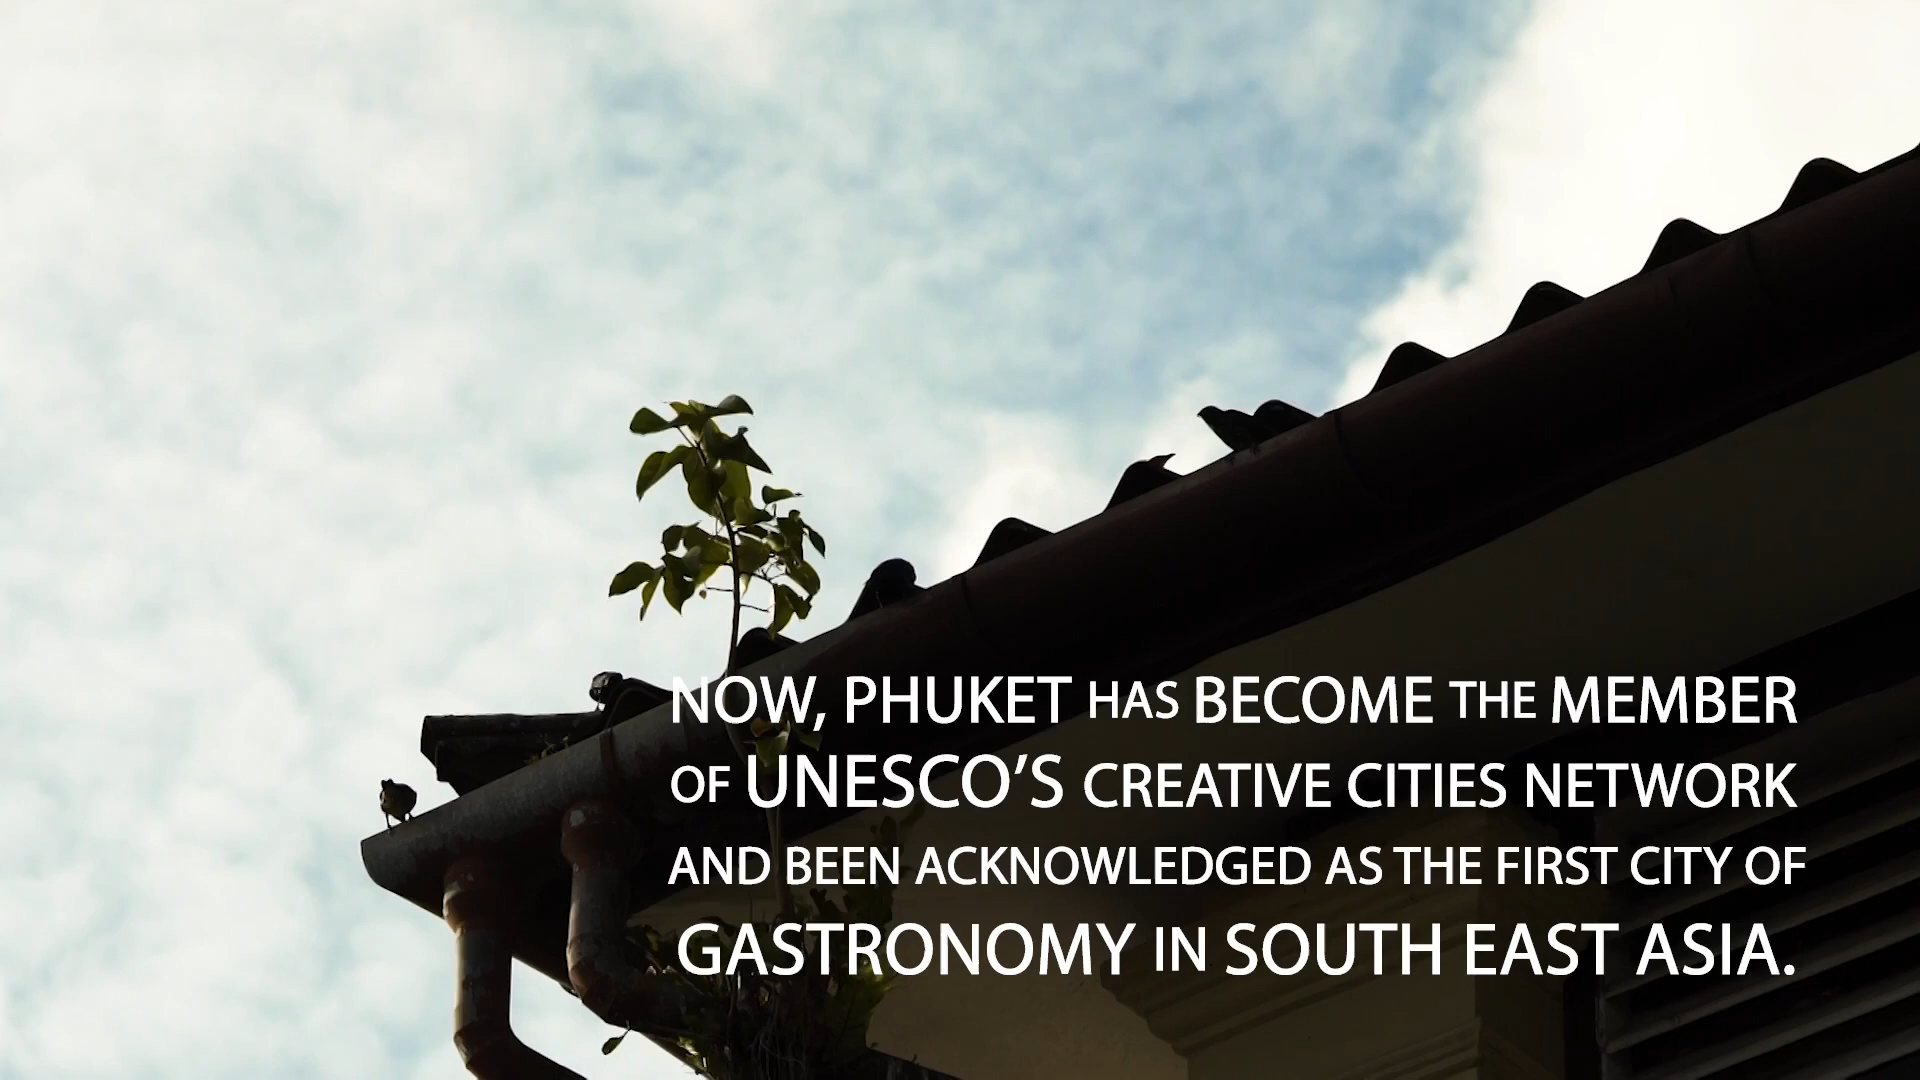 NOW, PHUKET HAS BECOME THE MEMBER
OF UNESCO’S CREATIVE CITIES NETWORK
AND BEEN ACKNOWLEDGED AS THE FIRST CITY OF
GASTRONOMY IN SOUTH EAST ASIA.